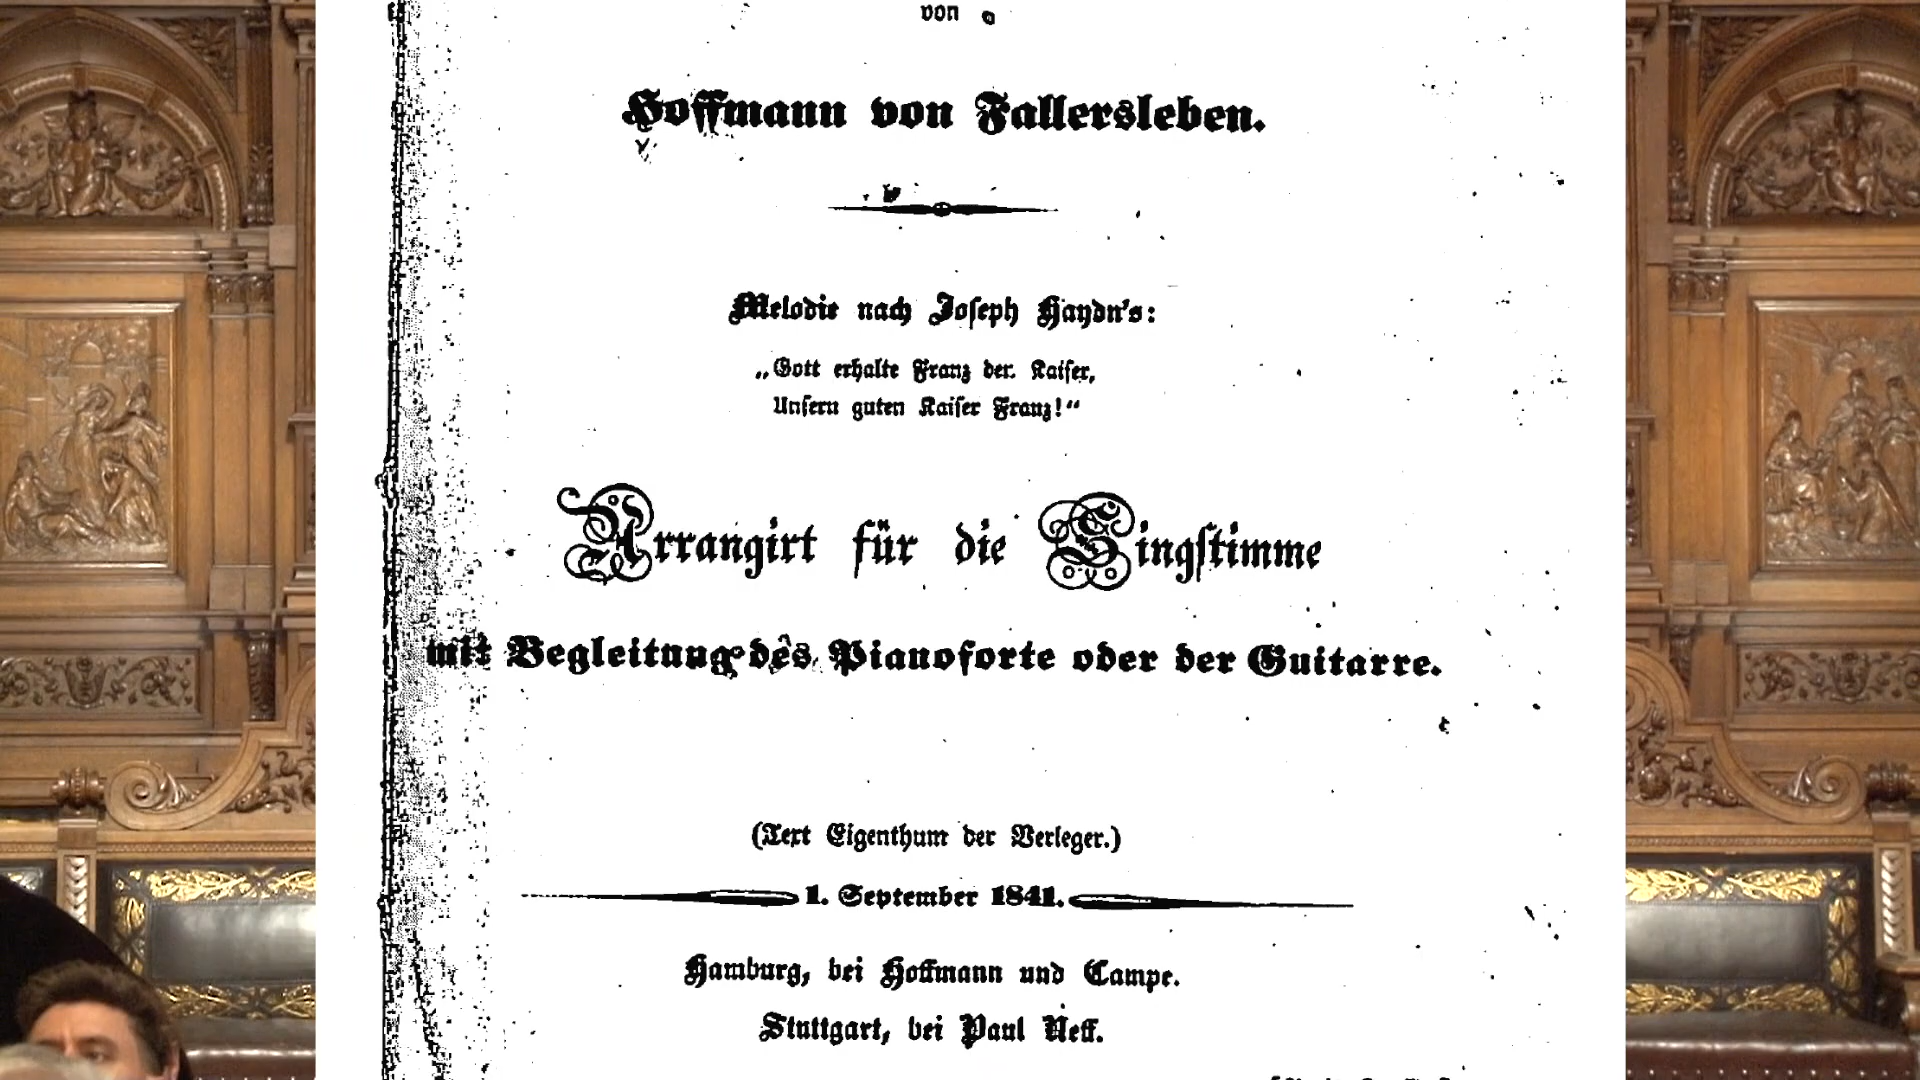 von
Hoffmann von Fallersleben.
Melodie nach Joseph Haydn's:
„Gott erhalte Franz der. Kaiser,
Unsern guten Kaiser Franz!“
Arrangirt für die Singstimme
mit Begleitung des Pianoforte oder der Guitarre.
(Text Eigenthum der Verleger.)
1. September 1841.
Hamburg, bei Hoffmann und Campe.
Stuttgart, bei Paul Neff.